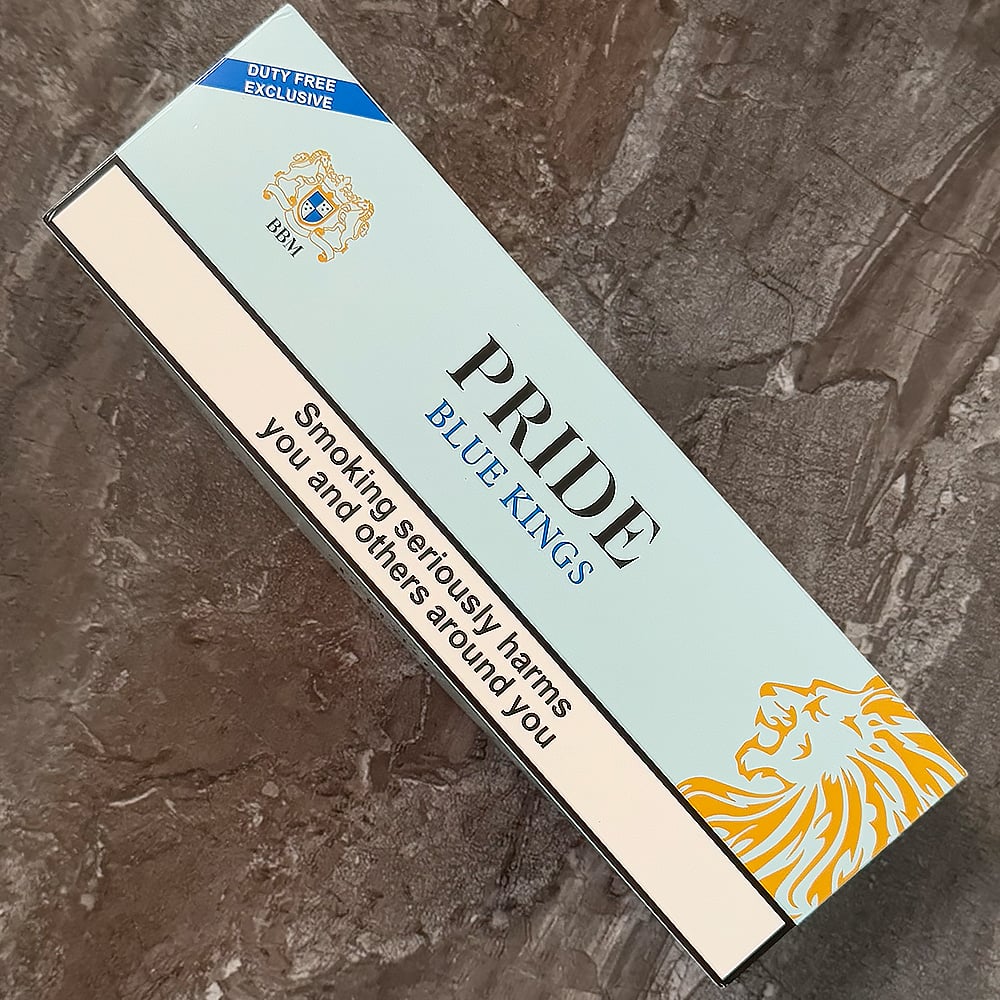 DUTY FREE
EXCLUSIVE
BBM
PRIDE
BLUE KINGS
Smoking seriously harms
you and others around you